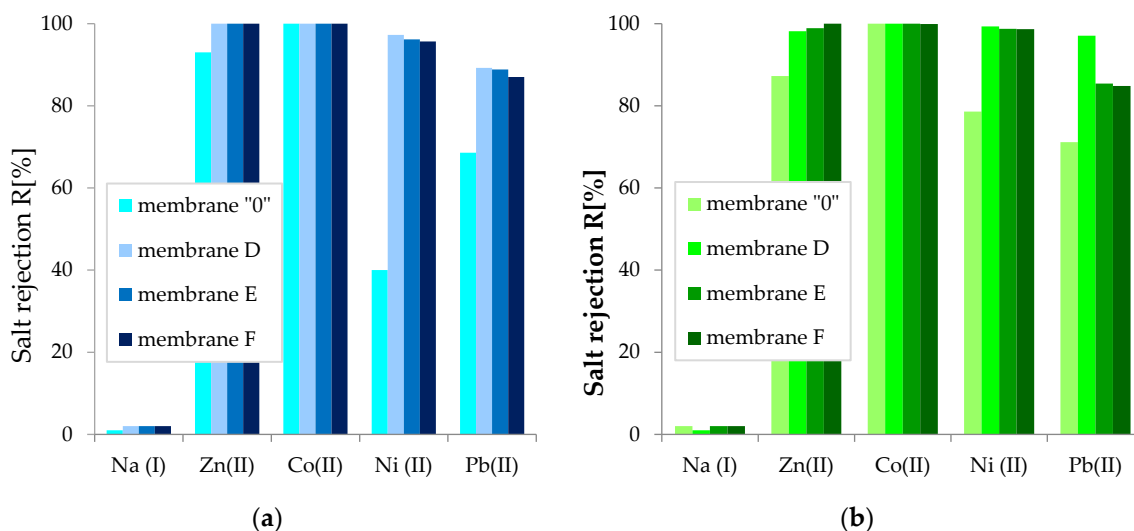 Salt rejection R[%]
100
80
60
40
20
0
membrane "0"
membrane D
membrane E
membrane F
Na (I)
Zn(II)
Co(II)
Ni (II)
Pb(II)
(a)
Salt rejection R[%]
100
80
60
40
20
0
membrane "0"
membrane D
membrane E
membrane F
Na (I)
Zn(II)
Co(II)
Ni (II)
Pb(II)
(b)